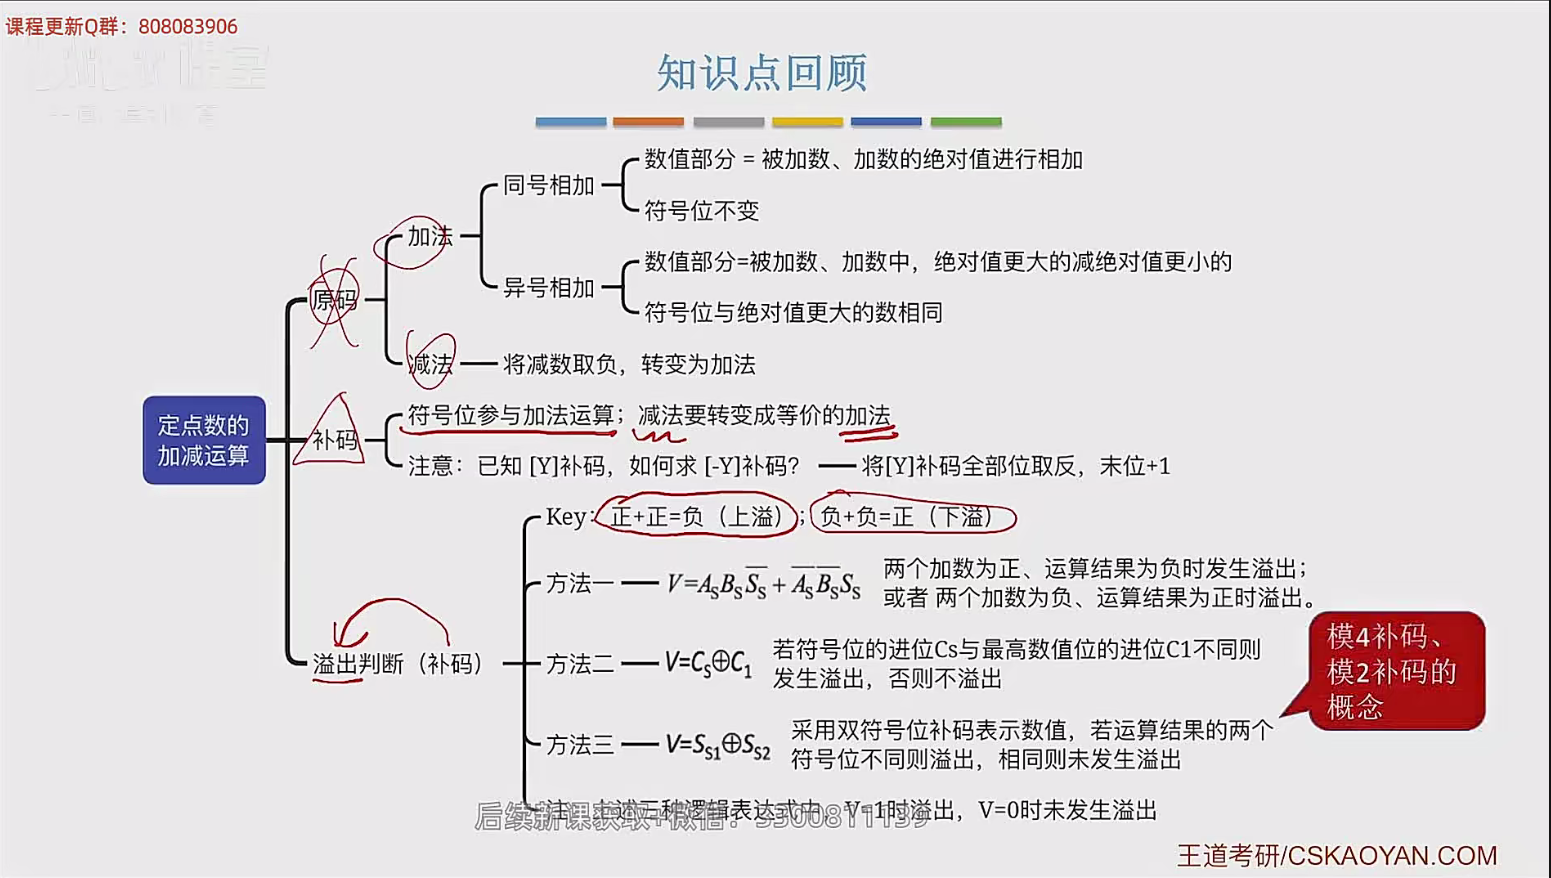 课程更新Q群：808083906
知识点回顾
数值部分 = 被加数、加数的绝对值进行相加
同号相加
符号位不变
加法
数值部分=被加数、加数中，绝对值更大的减绝对值更小的
异号相加
符号位与绝对值更大的数相同
原码
减法
将减数取负，转变为加法
定点数的
加减运算
符号位参与加法运算；减法要转变成等价的加法
补码
注意：已知 [Y]补码，如何求 [-Y]补码？
将[Y]补码全部位取反，末位+1
Key：正+正=负（上溢）；负+负=正（下溢）
方法一
V=A_SB_S\overline{S_S} + \overline{A_S}\overline{B_S}S_S
两个加数为正、运算结果为负时发生溢出；
或者 两个加数为负、运算结果为正时溢出。
模4补码、
模2补码的
概念
溢出判断（补码）
方法二
V=C_S⊕C_1
若符号位的进位Cs与最高数值位的进位C1不同则
发生溢出，否则不溢出
方法三
V=S_S1⊕S_S2
采用双符号位补码表示数值，若运算结果的两个
符号位不同则溢出，相同则未发生溢出
注：上述三种逻辑表达式中，V=1时溢出，V=0时未发生溢出
后续新课获取+微信：
王道考研/CSKAOYAN.COM